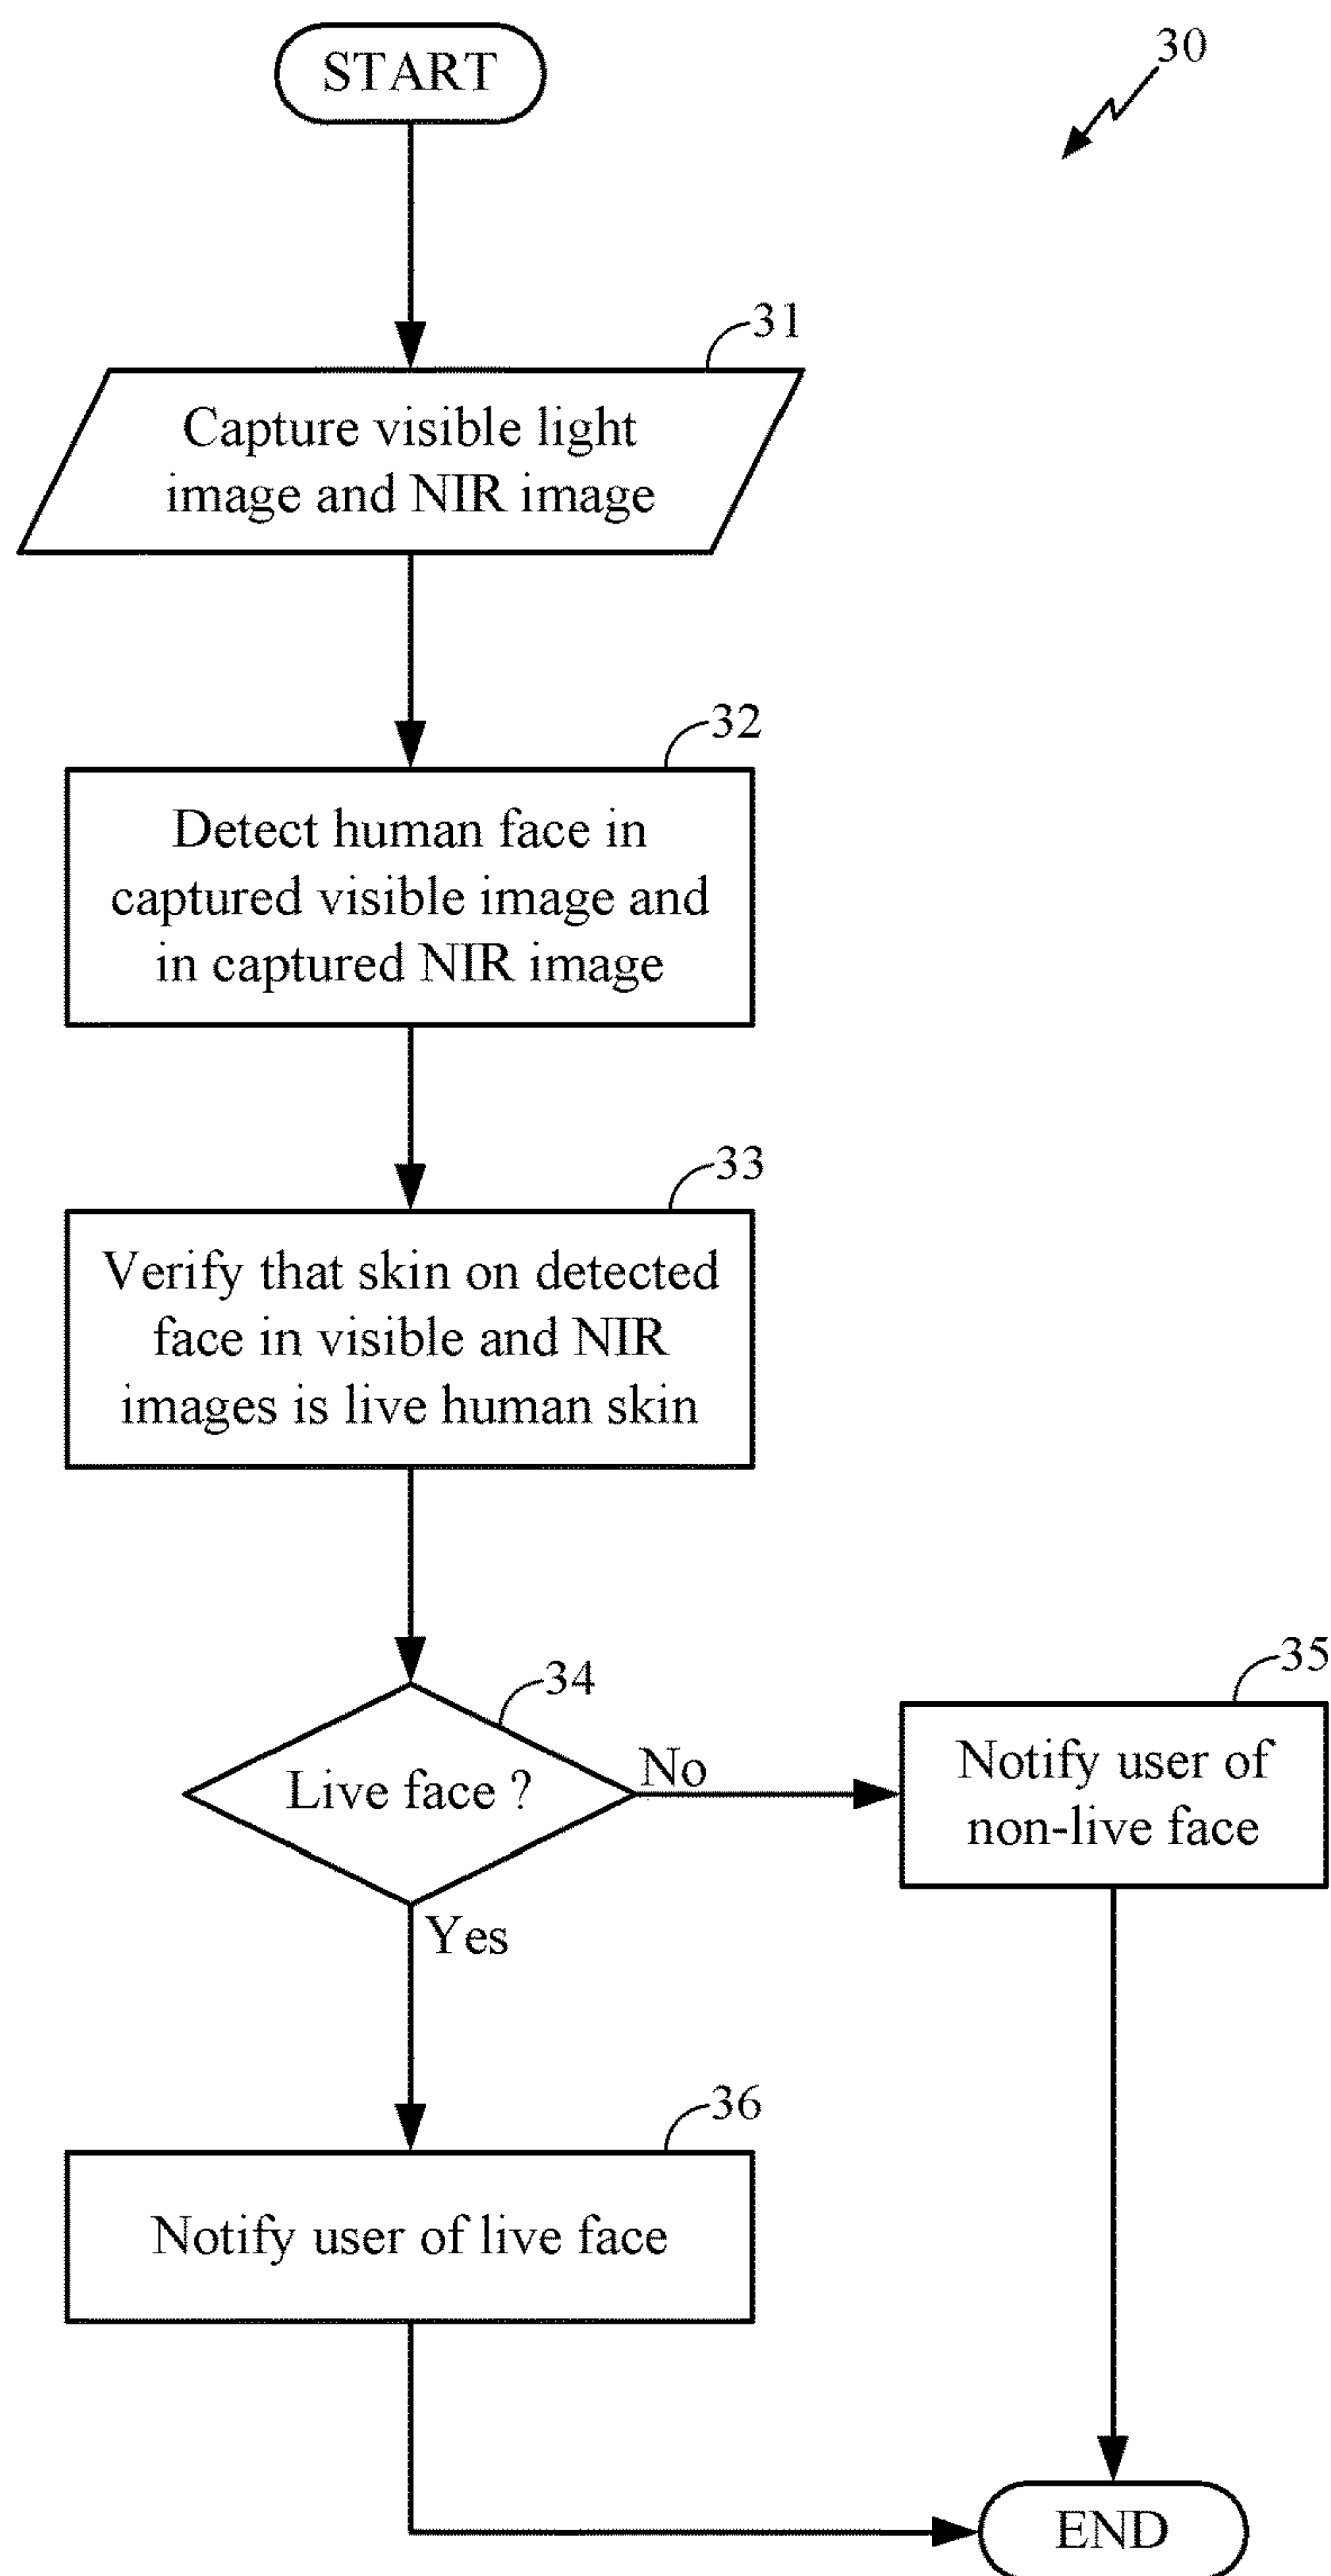 START
30
31
Capture visible light
image and NIR image
32
Detect human face in
captured visible image and
in captured NIR image
33
Verify that skin on detected
face in visible and NIR
images is live human skin
34
Live face ?
No
35
Notify user of
non-live face
Yes
36
Notify user of live face
END